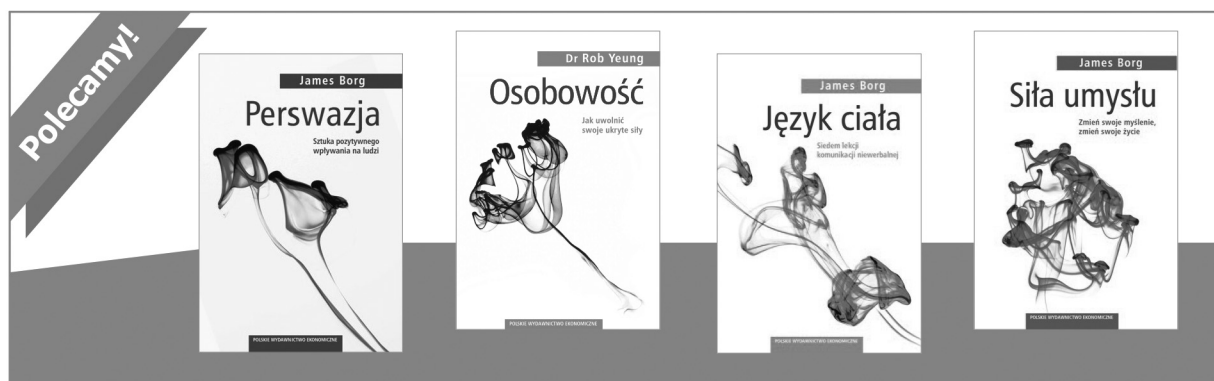 Polecamy!
James Borg
Perswazja
Sztuka pozytywnego
wpływania na ludzi
POLSKIE WYDAWNICTWO EKONOMICZNE
Dr Rob Yeung
Osobowość
Jak uwolnić
swoje ukryte siły
POLSKIE WYDAWNICTWO EKONOMICZNE
James Borg
Język ciała
Siedem lekcji
komunikacji niewerbalnej
POLSKIE WYDAWNICTWO EKONOMICZNE
James Borg
Siła umysłu
Zmień swoje myślenie,
zmień swoje życie
POLSKIE WYDAWNICTWO EKONOMICZNE